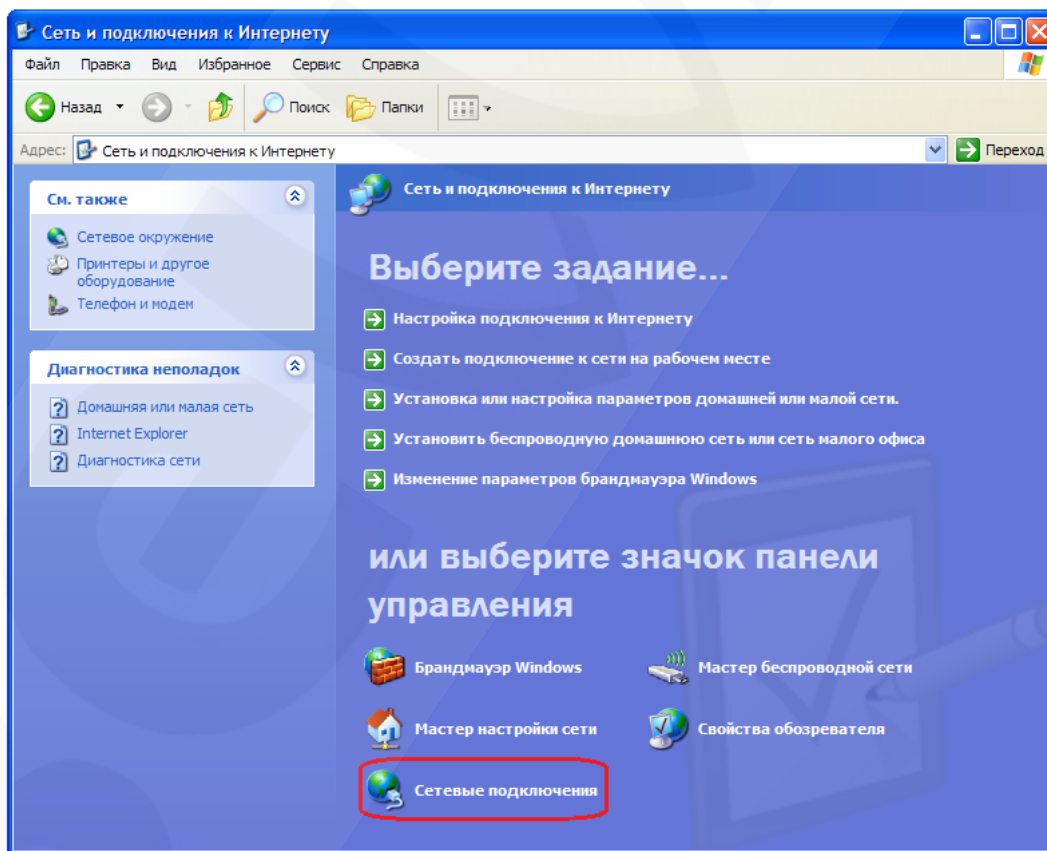 Сеть и подключения к Интернету
Файл Правка Вид Избранное Сервис Справка
Назад Поиск Папки
Адрес: Сеть и подключения к Интернету Переход
См. также
Сетевое окружение
Принтеры и другое
оборудование
Телефон и модем
Диагностика неполадок
Домашняя или малая сеть
Internet Explorer
Диагностика сети
Сеть и подключения к Интернету
Выберите задание...
Настройка подключения к Интернету
Создать подключение к сети на рабочем месте
Установка или настройка параметров домашней или малой сети.
Установить беспроводную домашнюю сеть или сеть малого офиса
Изменение параметров брандмауэра Windows
или выберите значок панели
управления
Брандмауэр Windows Мастер беспроводной сети
Мастер настройки сети Свойства обозревателя
Сетевые подключения